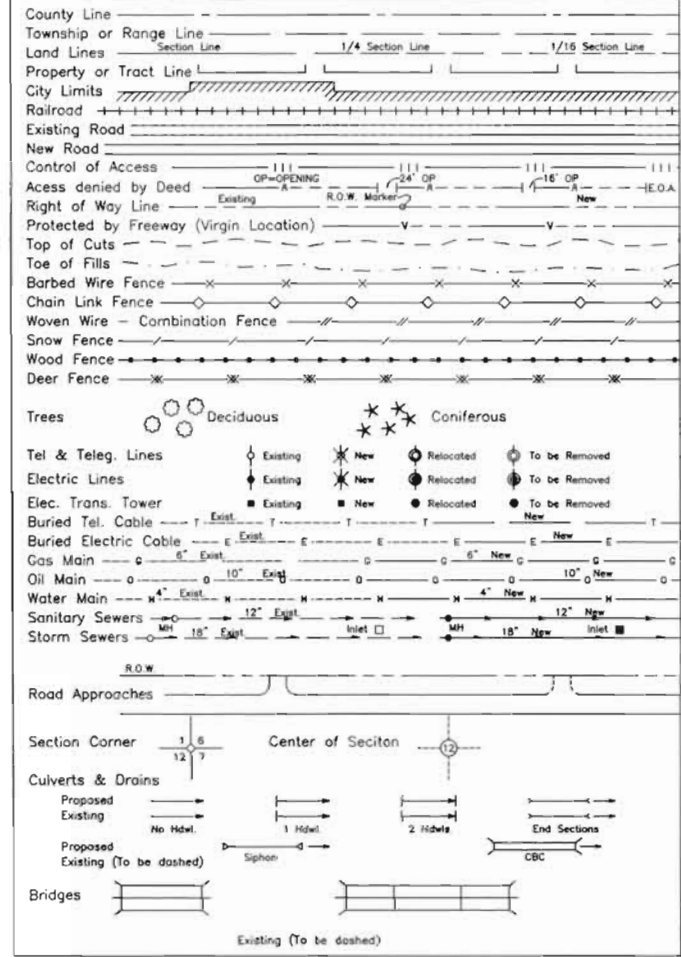 County Line
Township or Range Line
Land Lines Section Line 1/4 Section Line 1/16 Section Line
Property or Tract Line
City Limits
Railroad
Existing Road
New Road
Control of Access
OP=OPENING 24' OP 16' OP
Acess denied by Deed A A A E.O.A.
Existing R.O.W. Marker New
Right of Way Line
Protected by Freeway (Virgin Location) V V
Top of Cuts
Toe of Fills
Barbed Wire Fence
Chain Link Fence
Woven Wire - Combination Fence
Snow Fence
Wood Fence
Deer Fence
Trees Deciduous Coniferous
Tel & Teleg. Lines Existing New Relocated To be Removed
Electric Lines Existing New Relocated To be Removed
Elec. Trans. Tower Existing New Relocated To be Removed
Buried Tel. Cable T Exist. T T T New T
Buried Electric Cable E Exist. E E E E New E
Gas Main G 6" Exist. G G 6" New G G
Oil Main O O 10" Exist. O O O O 10" New O
Water Main H 4" Exist. H H H H 4" New H H
Sanitary Sewers 12" Exist. 12" New
Storm Sewers MH 18" Exist. Inlet MH 18" New Inlet
R.O.W.
Road Approaches
Section Corner 1 6 12 7 Center of Seciton 12
Culverts & Drains
Proposed
Existing
No Hdwl. 1 Hdwl. 2 Hdwls End Sections
Proposed
Existing (To be dashed) Siphon CBC
Bridges
Existing (To be dashed)